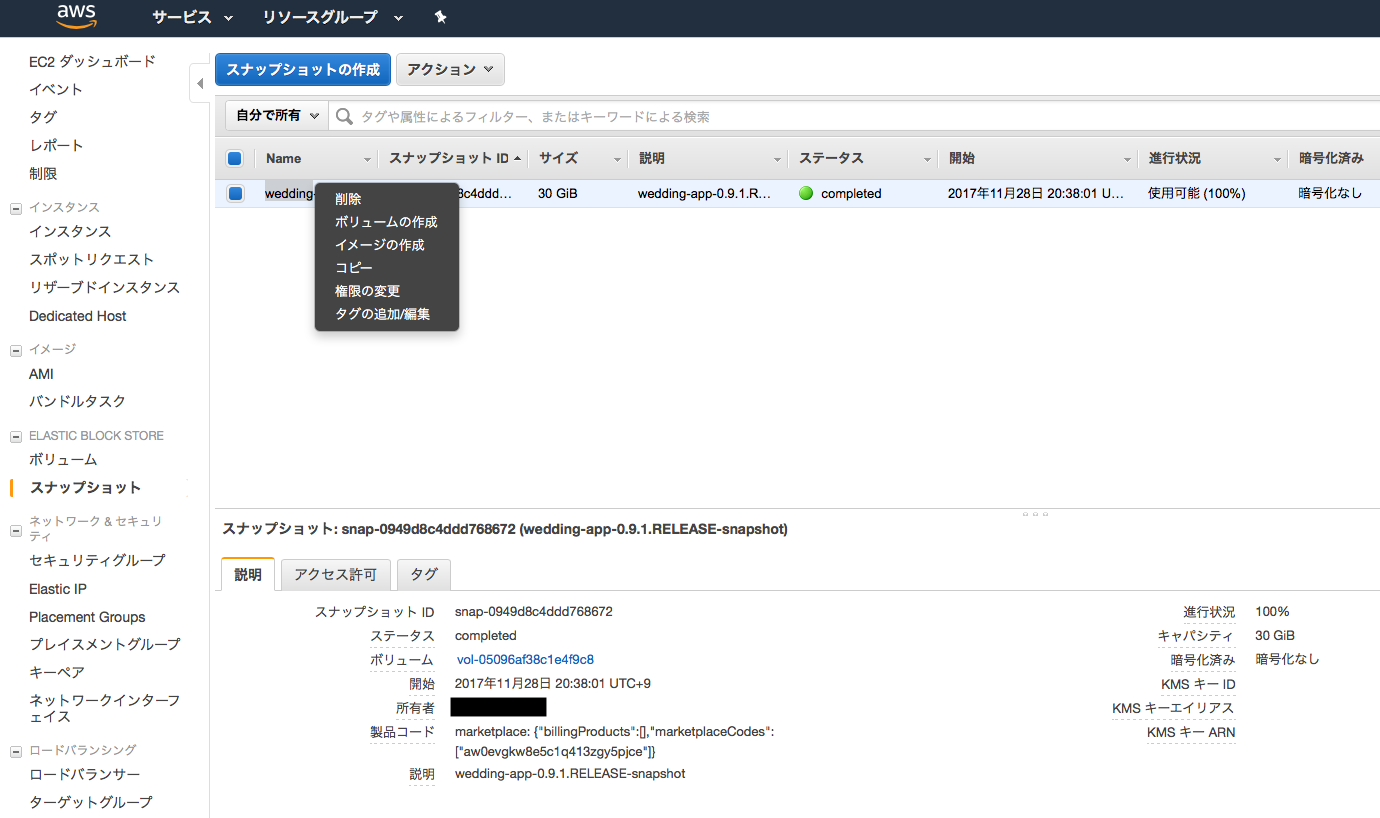 aws サービス リソースグループ
EC2 ダッシュボード
イベント
タグ
レポート
制限
インスタンス
インスタンス
スポットリクエスト
リザーブドインスタンス
Dedicated Host
イメージ
AMI
バンドルタスク
ELASTIC BLOCK STORE
ボリューム
スナップショット
ネットワーク & セキュリ
ティ
セキュリティグループ
Elastic IP
Placement Groups
プレイスメントグループ
キーペア
ネットワークインターフ
ェイス
ロードバランシング
ロードバランサー
ターゲットグループ
スナップショットの作成 アクション
自分で所有 タグや属性によるフィルター、またはキーワードによる検索
Name スナップショット ID サイズ 説明 ステータス 開始 進行状況 暗号化済み
wedding- 8c4ddd... 30 GiB wedding-app-0.9.1.R... completed 2017年11月28日 20:38:01 U... 使用可能 (100%) 暗号化なし
削除
ボリュームの作成
イメージの作成
コピー
権限の変更
タグの追加/編集
スナップショット: snap-0949d8c4ddd768672 (wedding-app-0.9.1.RELEASE-snapshot)
説明 アクセス許可 タグ
スナップショット ID snap-0949d8c4ddd768672 進行状況 100%
ステータス completed キャパシティ 30 GiB
ボリューム vol-05096af38c1e4f9c8 暗号化済み 暗号化なし
開始 2017年11月28日 20:38:01 UTC+9 KMS キー ID
所有者 KMS キーエイリアス
製品コード marketplace: {"billingProducts":[],"marketplaceCodes": KMS キー ARN
["aw0evgkw8e5c1q413zgy5pjce"]}
説明 wedding-app-0.9.1.RELEASE-snapshot